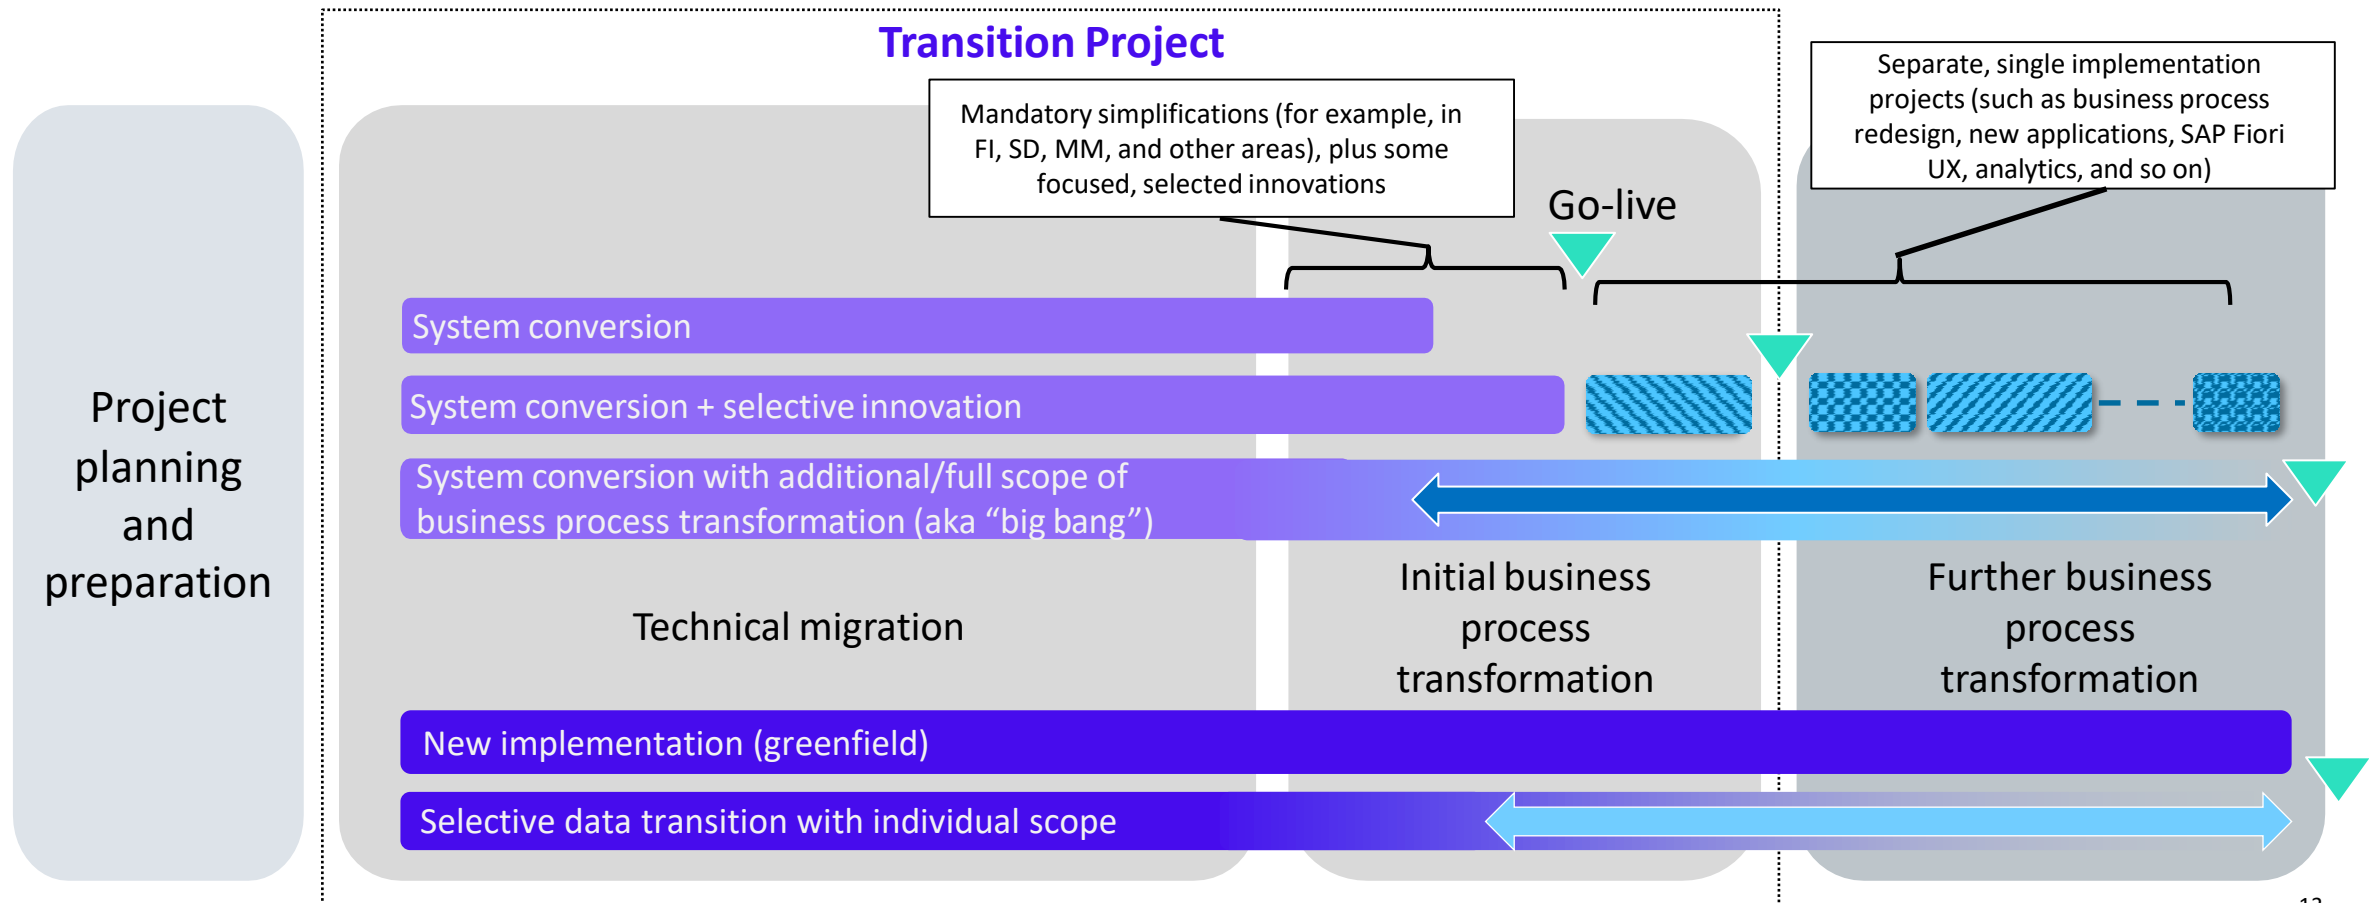 Transition Project
Separate, single implementation
projects (such as business process
redesign, new applications, SAP Fiori
UX, analytics, and so on)
Mandatory simplifications (for example, in
FI, SD, MM, and other areas), plus some
focused, selected innovations
Go-live
System conversion
System conversion + selective innovation
System conversion with additional/full scope of
business process transformation (aka “big bang”)
Project
planning
and
preparation
Technical migration
Initial business
process
transformation
Further business
process
transformation
New implementation (greenfield)
Selective data transition with individual scope